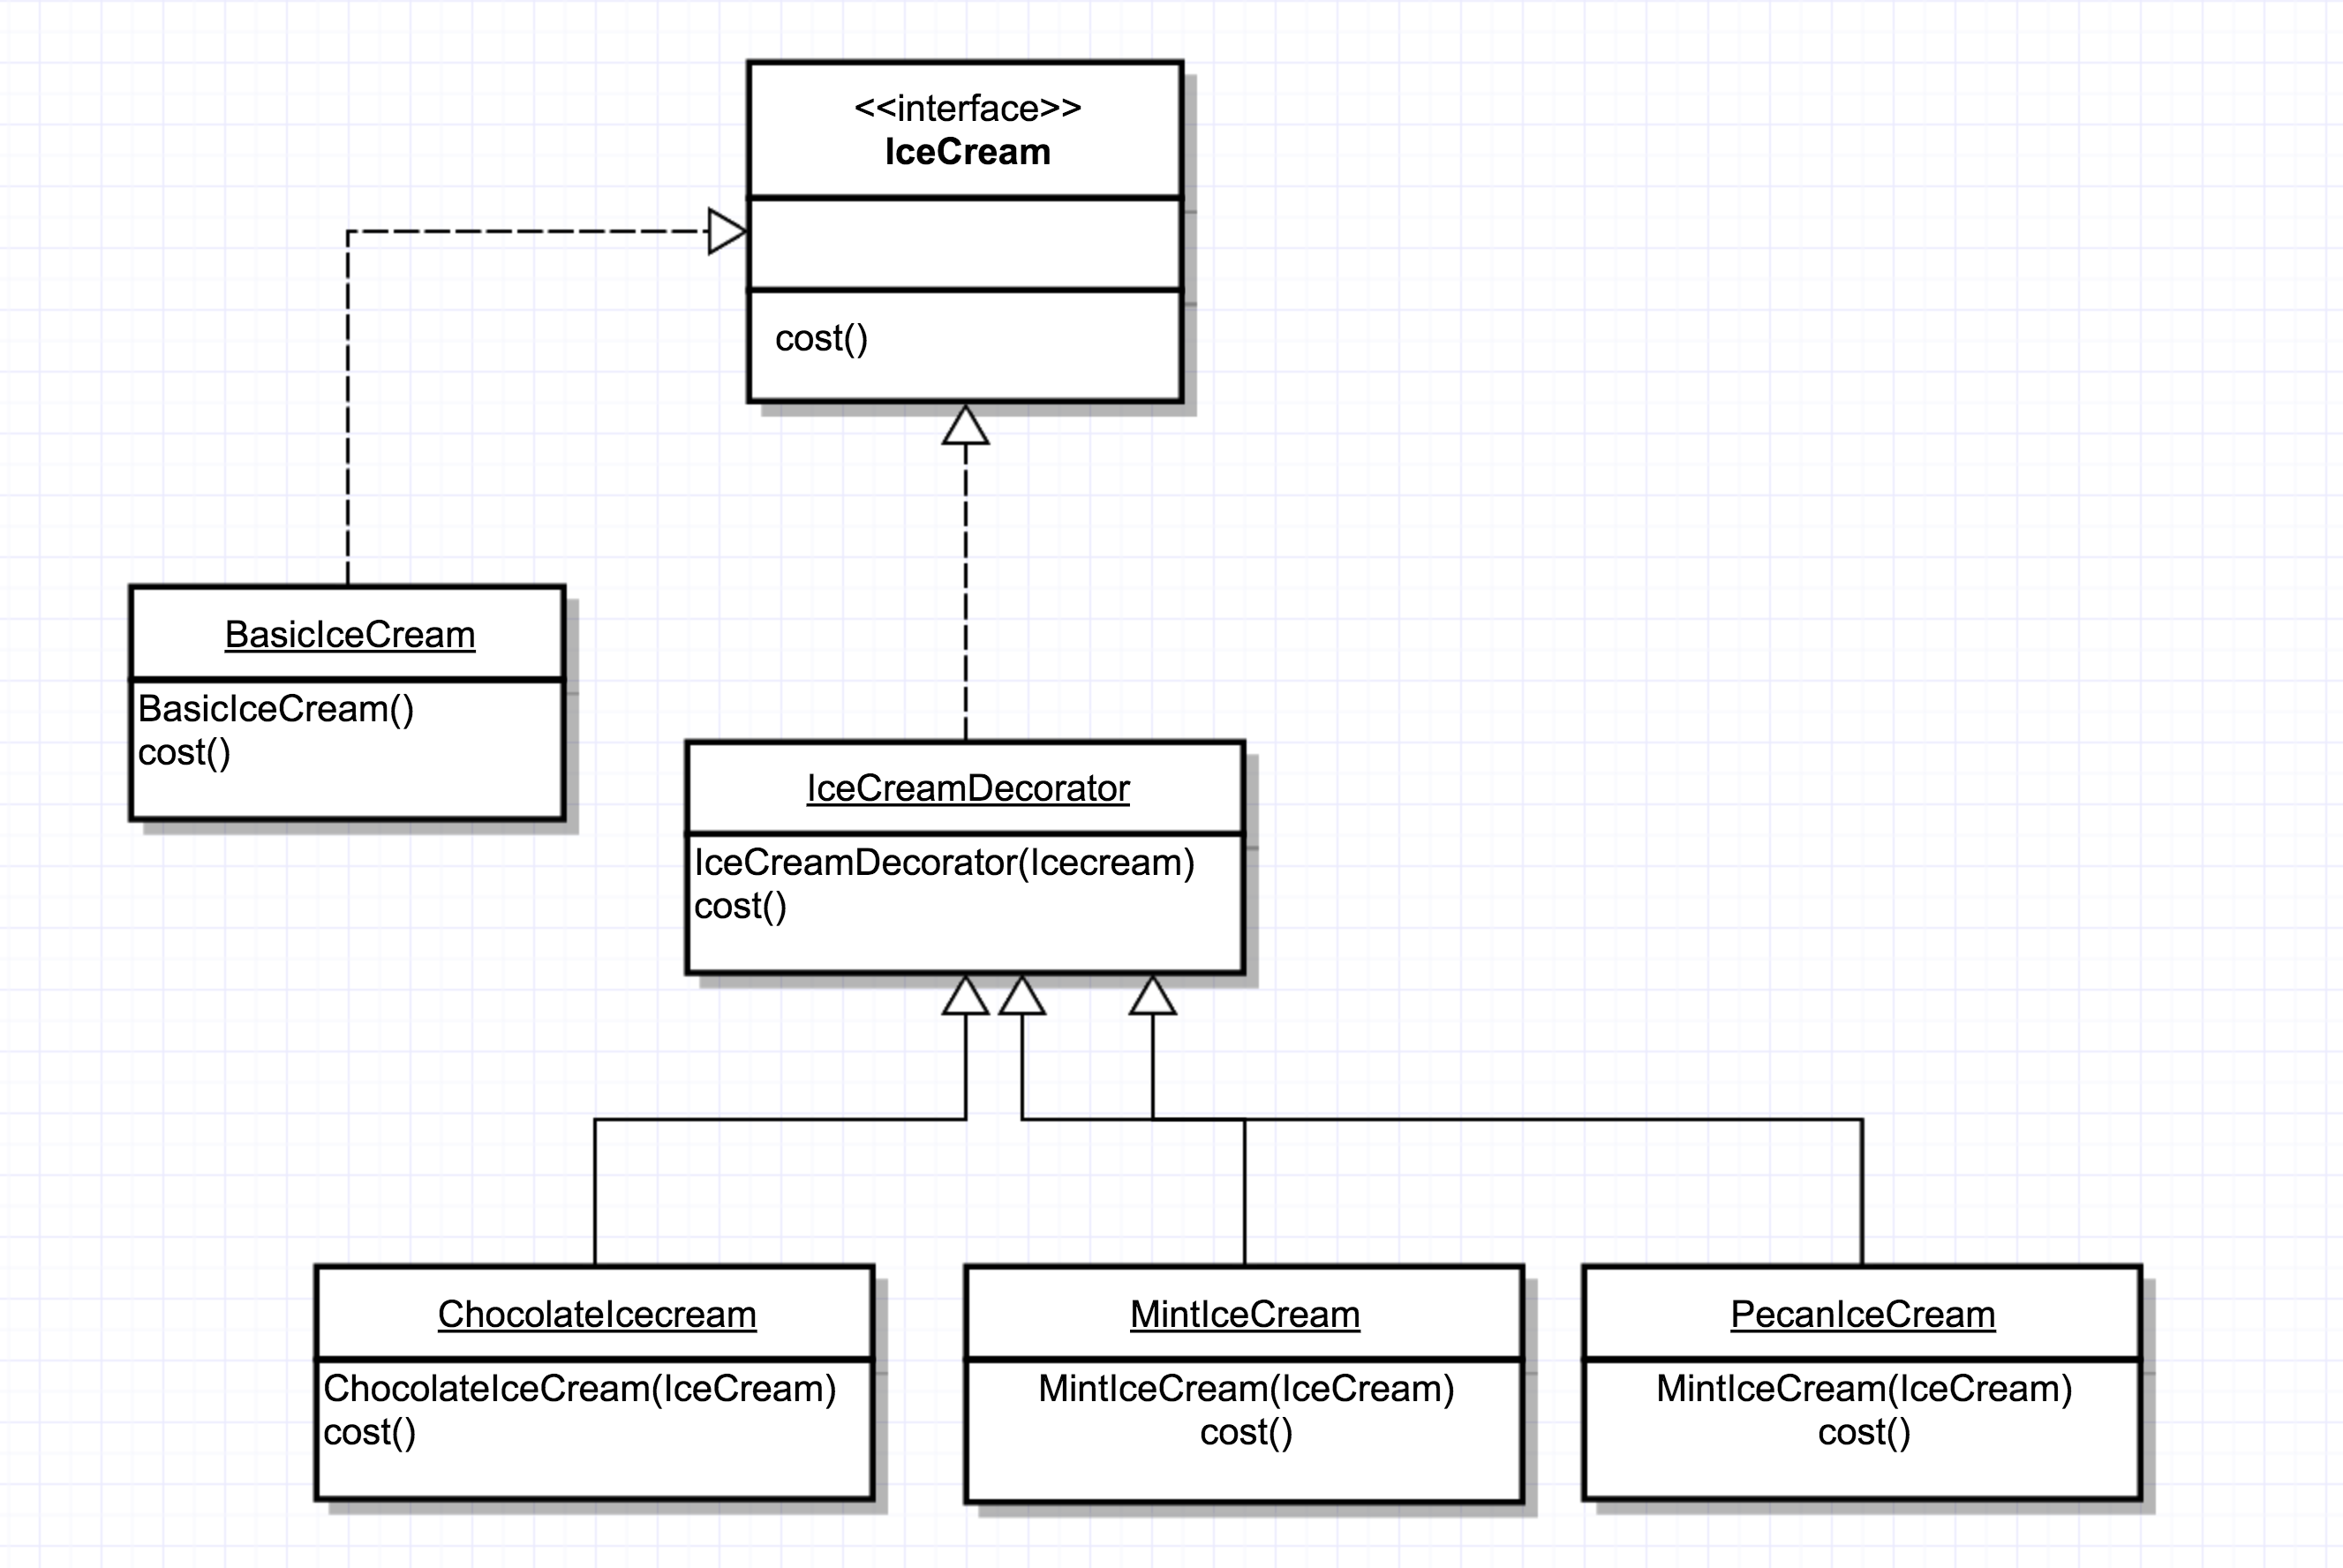 <<interface>>
IceCream
cost()
BasicIceCream
BasicIceCream()
cost()
IceCreamDecorator
IceCreamDecorator(Icecream)
cost()
ChocolateIcecream
ChocolateIceCream(IceCream)
cost()
MintIceCream
MintIceCream(IceCream)
cost()
PecanIceCream
MintIceCream(IceCream)
cost()